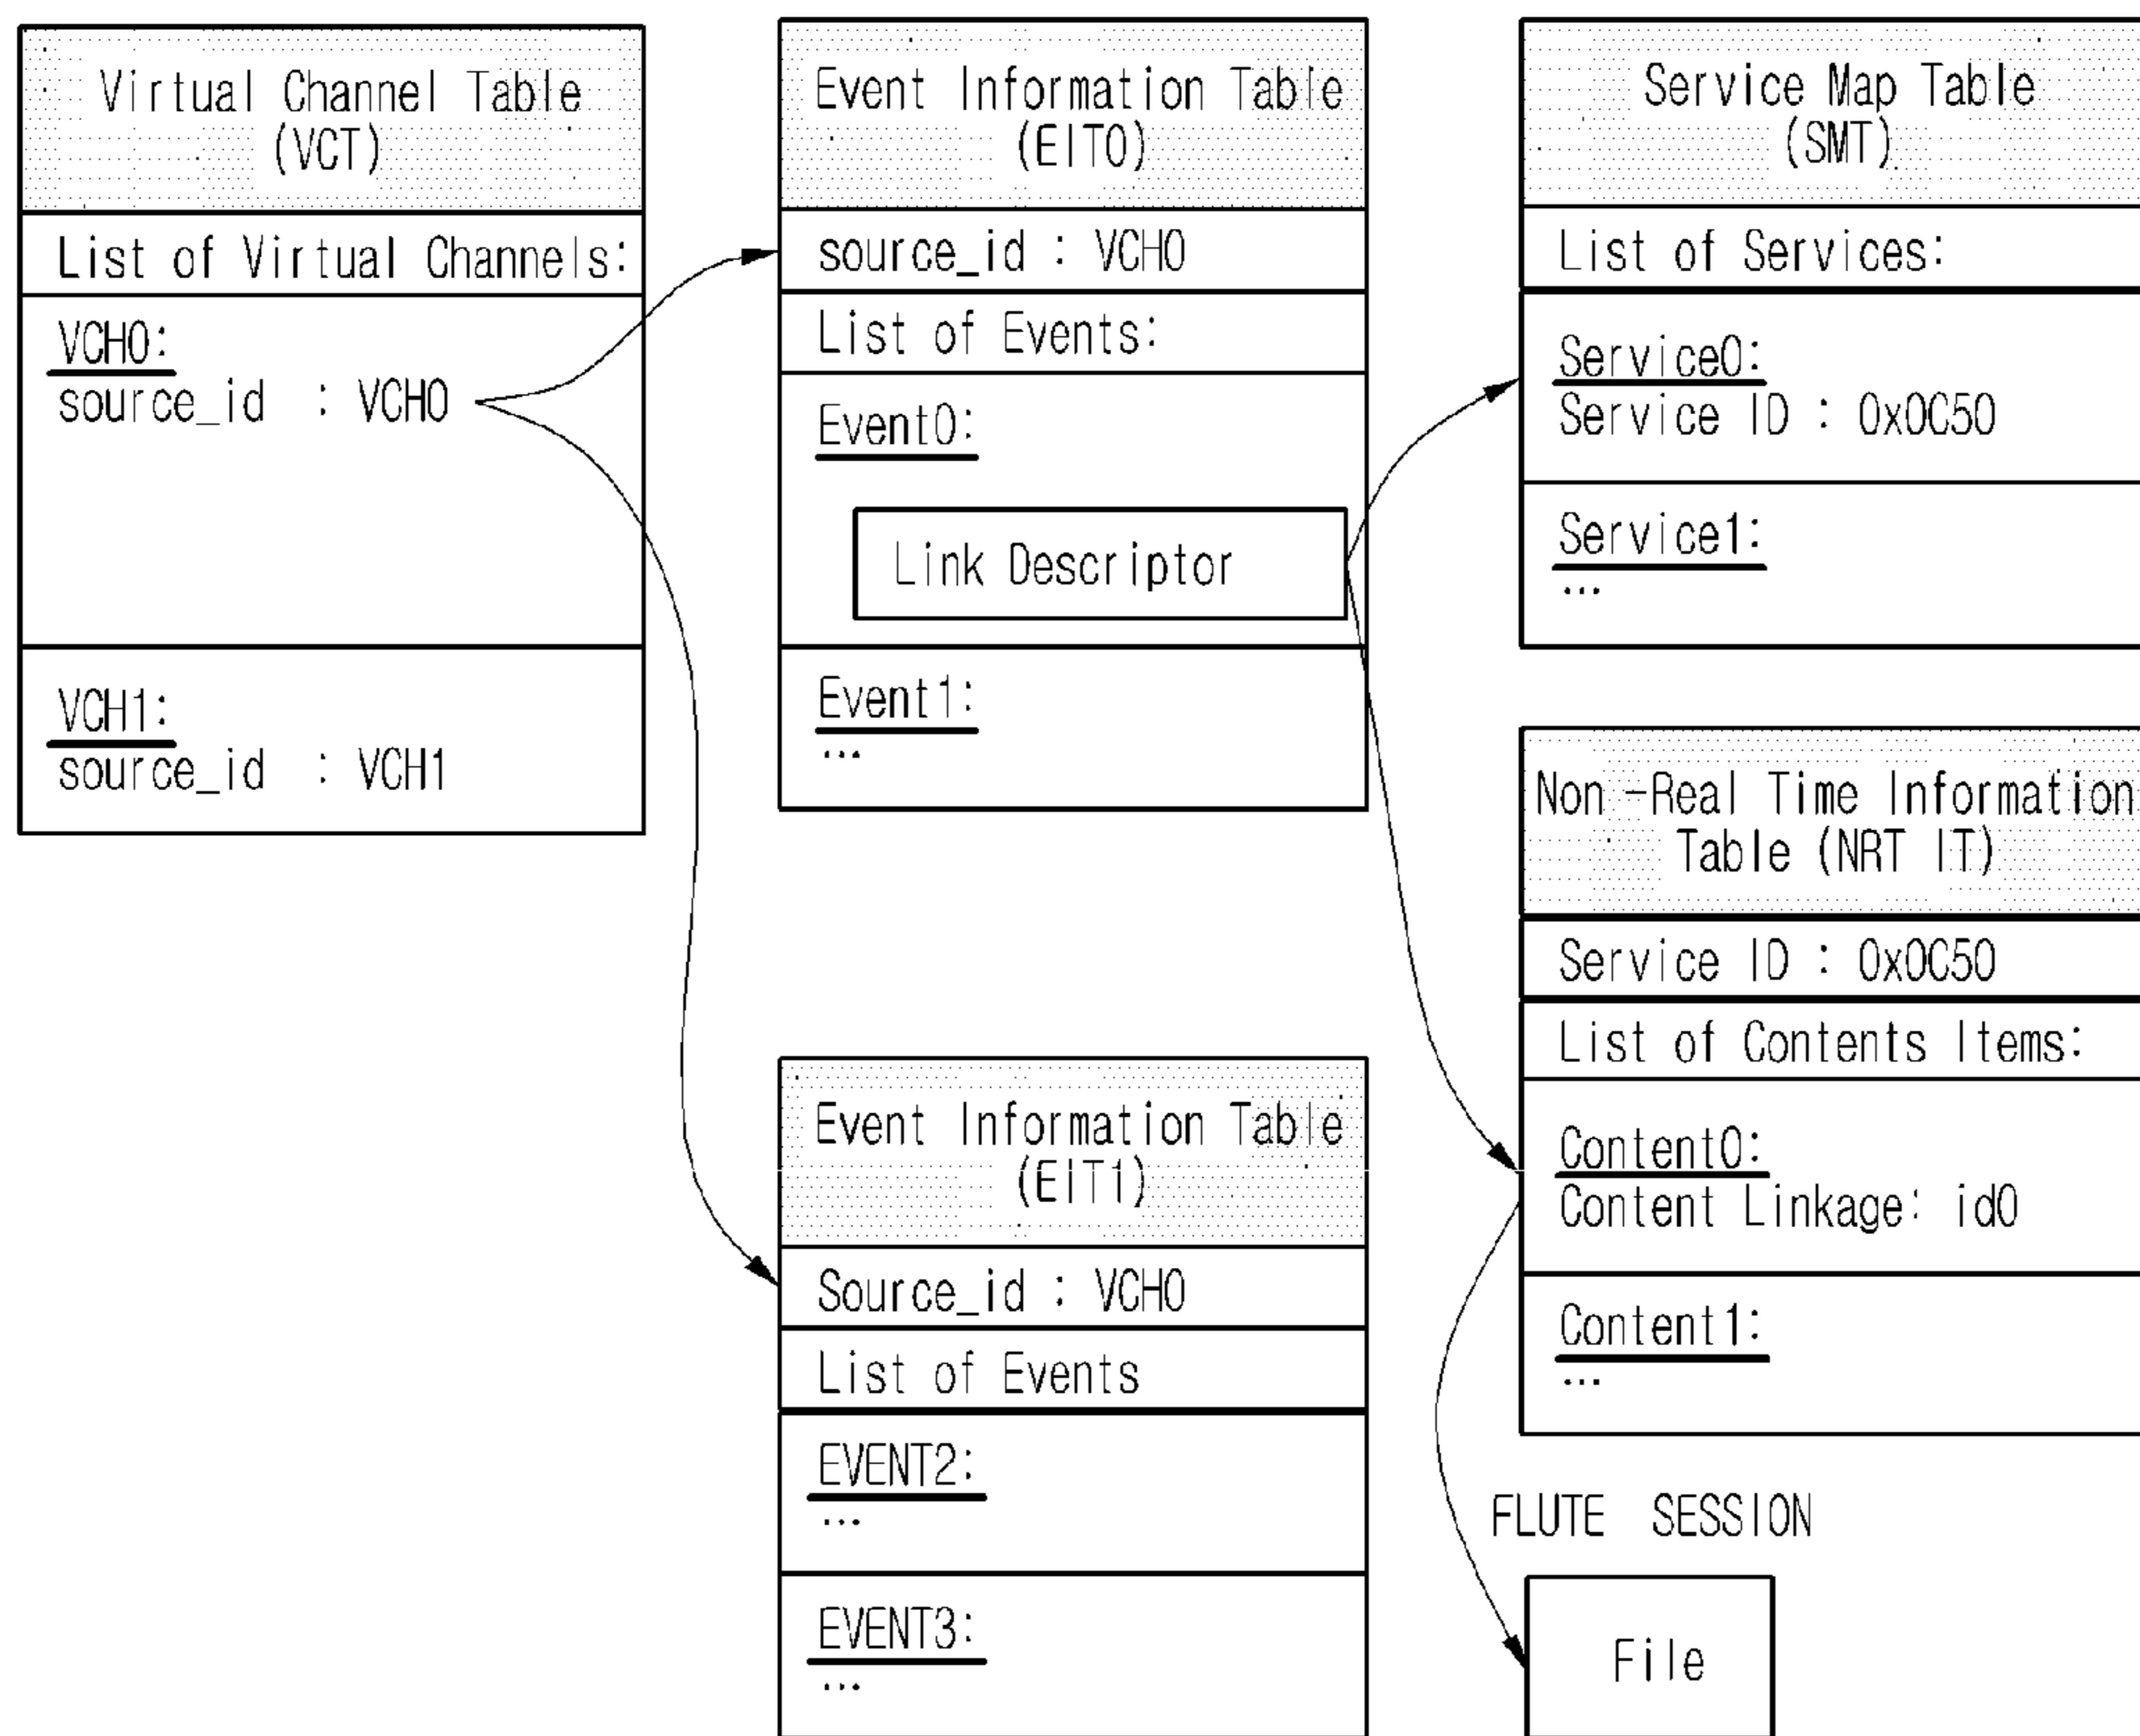 Virtual Channel Table
(VCT)
List of Virtual Channels:
VCH0:
source_id : VCH0
VCH1:
source_id : VCH1
Event Information Table
(EIT0)
source_id : VCH0
List of Events:
Event0:
Link Descriptor
Event1:
...
Event Information Table
(EIT1)
Source_id : VCH0
List of Events
EVENT2:
...
EVENT3:
...
Service Map Table
(SMT)
List of Services:
Service0:
Service ID : 0x0C50
Service1:
...
Non-Real Time Information
Table (NRT IT)
Service ID : 0x0C50
List of Contents Items:
Content0:
Content Linkage: id0
Content1:
...
FLUTE SESSION
File